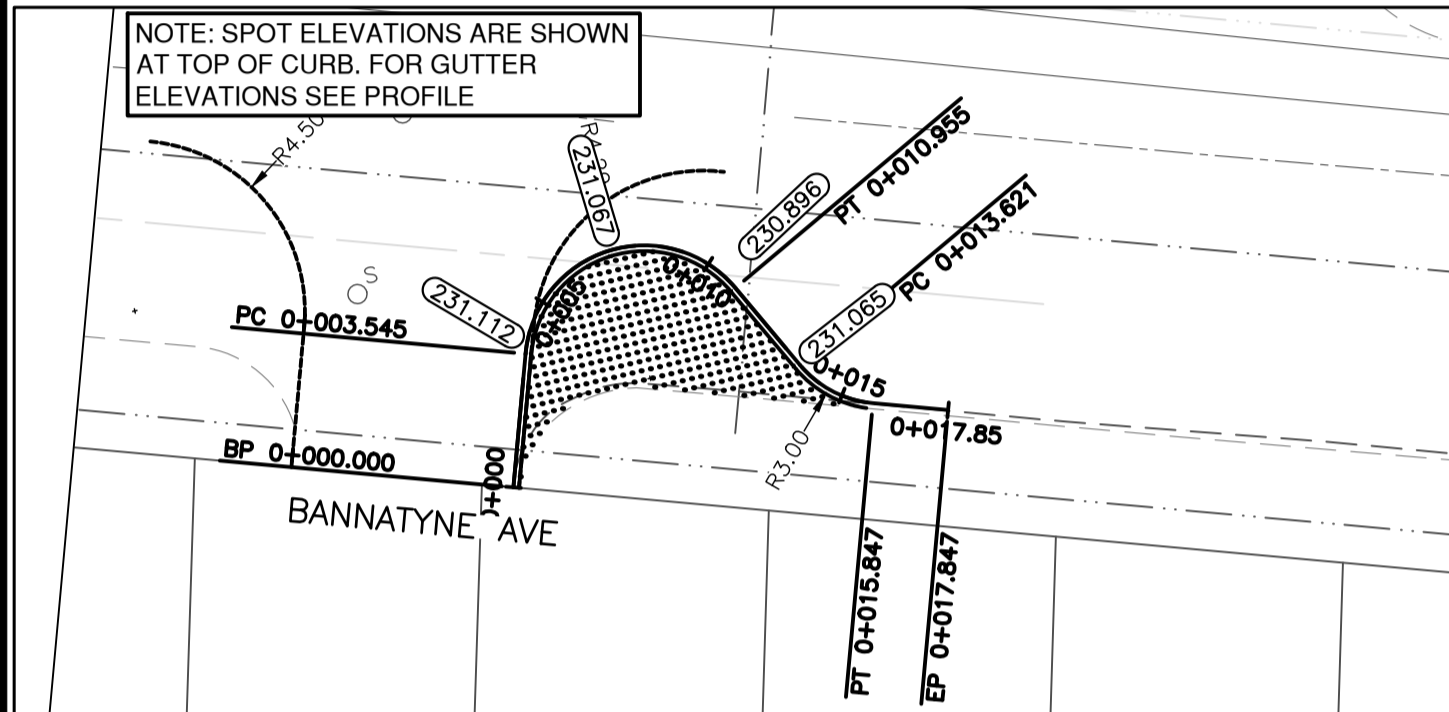 NOTE: SPOT ELEVATIONS ARE SHOWN
AT TOP OF CURB. FOR GUTTER
ELEVATIONS SEE PROFILE
R4.50
231.067
230.896
PT 0+010.955
PC 0+013.621
S
231.112
PC 0+003.545
0+005
0+010
231.065
0+015
0+017.85
R3.00
BP 0+000.000
0+000
BANNATYNE AVE
PT 0+015.847
EP 0+017.847